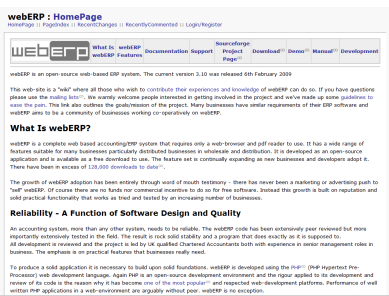 webERP : HomePage
HomePage :: PageIndex :: RecentChanges :: RecentlyCommented :: Login/Register
web erp
What Is webERP
webERP Features
Documentation
Support
Sourceforge Project Page
Download
Demo
Manual
Development
webERP is an open-source web-based ERP system. The current version 3.10 was released 6th February 2009
This web-site is a "wiki" where all those who wish to contribute their experiences and knowledge of webERP can do so. If you have questions
please use the mailing lists. We warmly welcome people interested in getting involved in the project and we've made up some guidelines to
ease the pain. This link also outlines the goals/mission of the project. Many businesses have similar requirements of their ERP software and
webERP aims to be a community of businesses working co-operatively on webERP.
What Is webERP?
webERP is a complete web based accounting/ERP system that requires only a web-browser and pdf reader to use. It has a wide range of
features suitable for many businesses particularly distributed businesses in wholesale and distribution. It is developed as an open-source
application and is available as a free download to use. The feature set is continually expanding as new businesses and developers adopt it.
There have been in excess of 128,000 downloads to date.
The growth of webERP adoption has been entirely through word of mouth testimony - there has never been a marketing or advertising push to
"sell" webERP. Of course there are no funds nor commercial incentive to do so for free software. Instead this growth is built on reputation and
solid practical functionality that works as tried and tested by an increasing number of businesses.
Reliability - A Function of Software Design and Quality
An accounting system, more than any other system, needs to be reliable. The webERP code has been extensively peer reviewed but more
importantly extensively tested in the field. The result is rock solid stability and a program that does exactly as it is supposed to.
All development is reviewed and the project is led by UK qualified Chartered Accountants both with experience in senior management roles in
business. The emphasis is on practical features that businesses really need.
To produce a solid application it is necessary to build upon solid foundations. webERP is developed using the PHP (PHP Hypertext Pre-
Processor) web development language. Again PHP is an open-source development environment and the rigour applied to its development and
review of its code is the reason why it has become one of the most popular and respected web-development platforms. Performance of well
written PHP applications in a web-environment are arguably without peer. webERP is no exception.